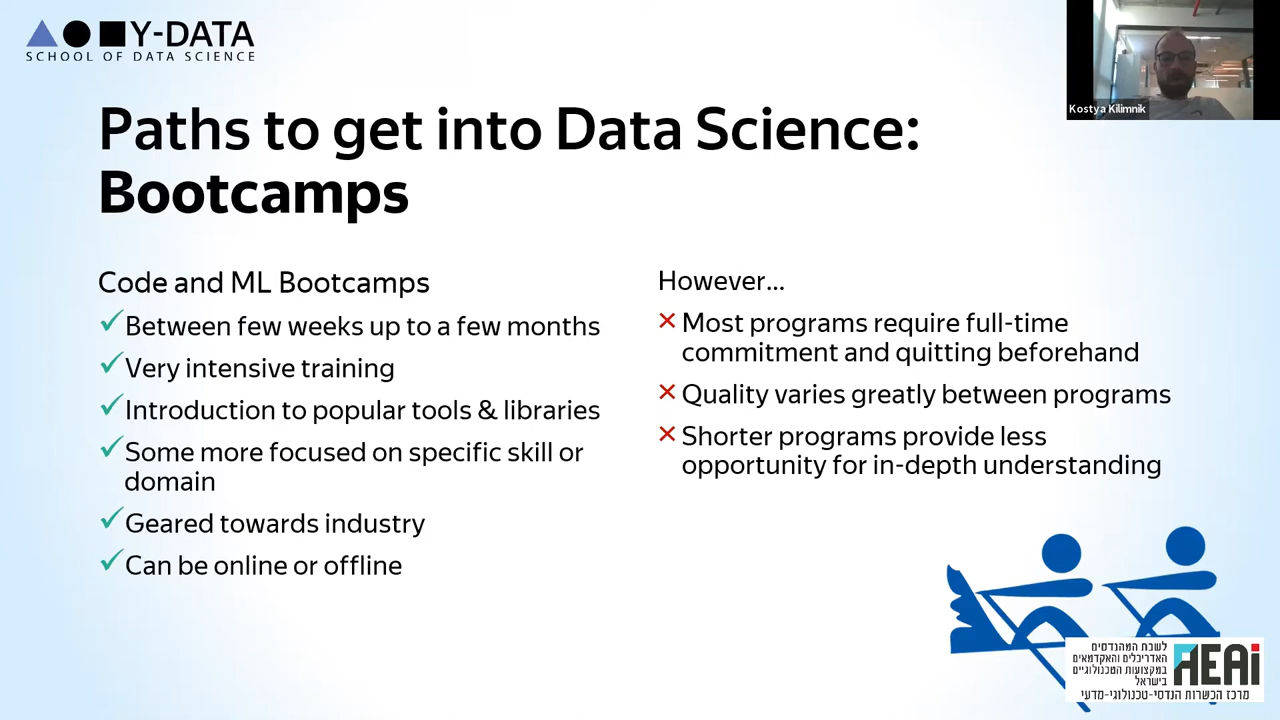 Y-DATA
SCHOOL OF DATA SCIENCE
Kostya Kilimnik
Paths to get into Data Science:
Bootcamps
Code and ML Bootcamps
Between few weeks up to a few months
Very intensive training
Introduction to popular tools & libraries
Some more focused on specific skill or
domain
Geared towards industry
Can be online or offline
However...
Most programs require full-time
commitment and quitting beforehand
Quality varies greatly between programs
Shorter programs provide less
opportunity for in-depth understanding
לשכת המהנדסים
האדריכלים והאקדמאים
במקצועות הטכנולוגיים
בישראל
AEAi
מרכז הכשרות הנדסי-טכנולוגי-מדעי